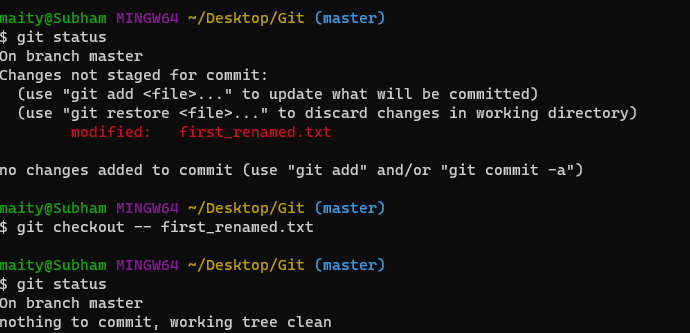 maity@Subham MINGW64 ~/Desktop/Git (master)
$ git status
On branch master
Changes not staged for commit:
  (use "git add <file>..." to update what will be committed)
  (use "git restore <file>..." to discard changes in working directory)
        modified:   first_renamed.txt

no changes added to commit (use "git add" and/or "git commit -a")

maity@Subham MINGW64 ~/Desktop/Git (master)
$ git checkout -- first_renamed.txt

maity@Subham MINGW64 ~/Desktop/Git (master)
$ git status
On branch master
nothing to commit, working tree clean